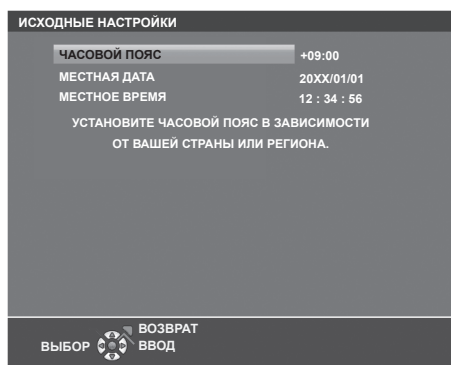 ИСХОДНЫЕ НАСТРОЙКИ
ЧАСОВОЙ ПОЯС +09:00
МЕСТНАЯ ДАТА 20XX/01/01
МЕСТНОЕ ВРЕМЯ 12 : 34 : 56
УСТАНОВИТЕ ЧАСОВОЙ ПОЯС В ЗАВИСИМОСТИ
ОТ ВАШЕЙ СТРАНЫ ИЛИ РЕГИОНА.
ВОЗВРАТ
ВЫБОР ВВОД